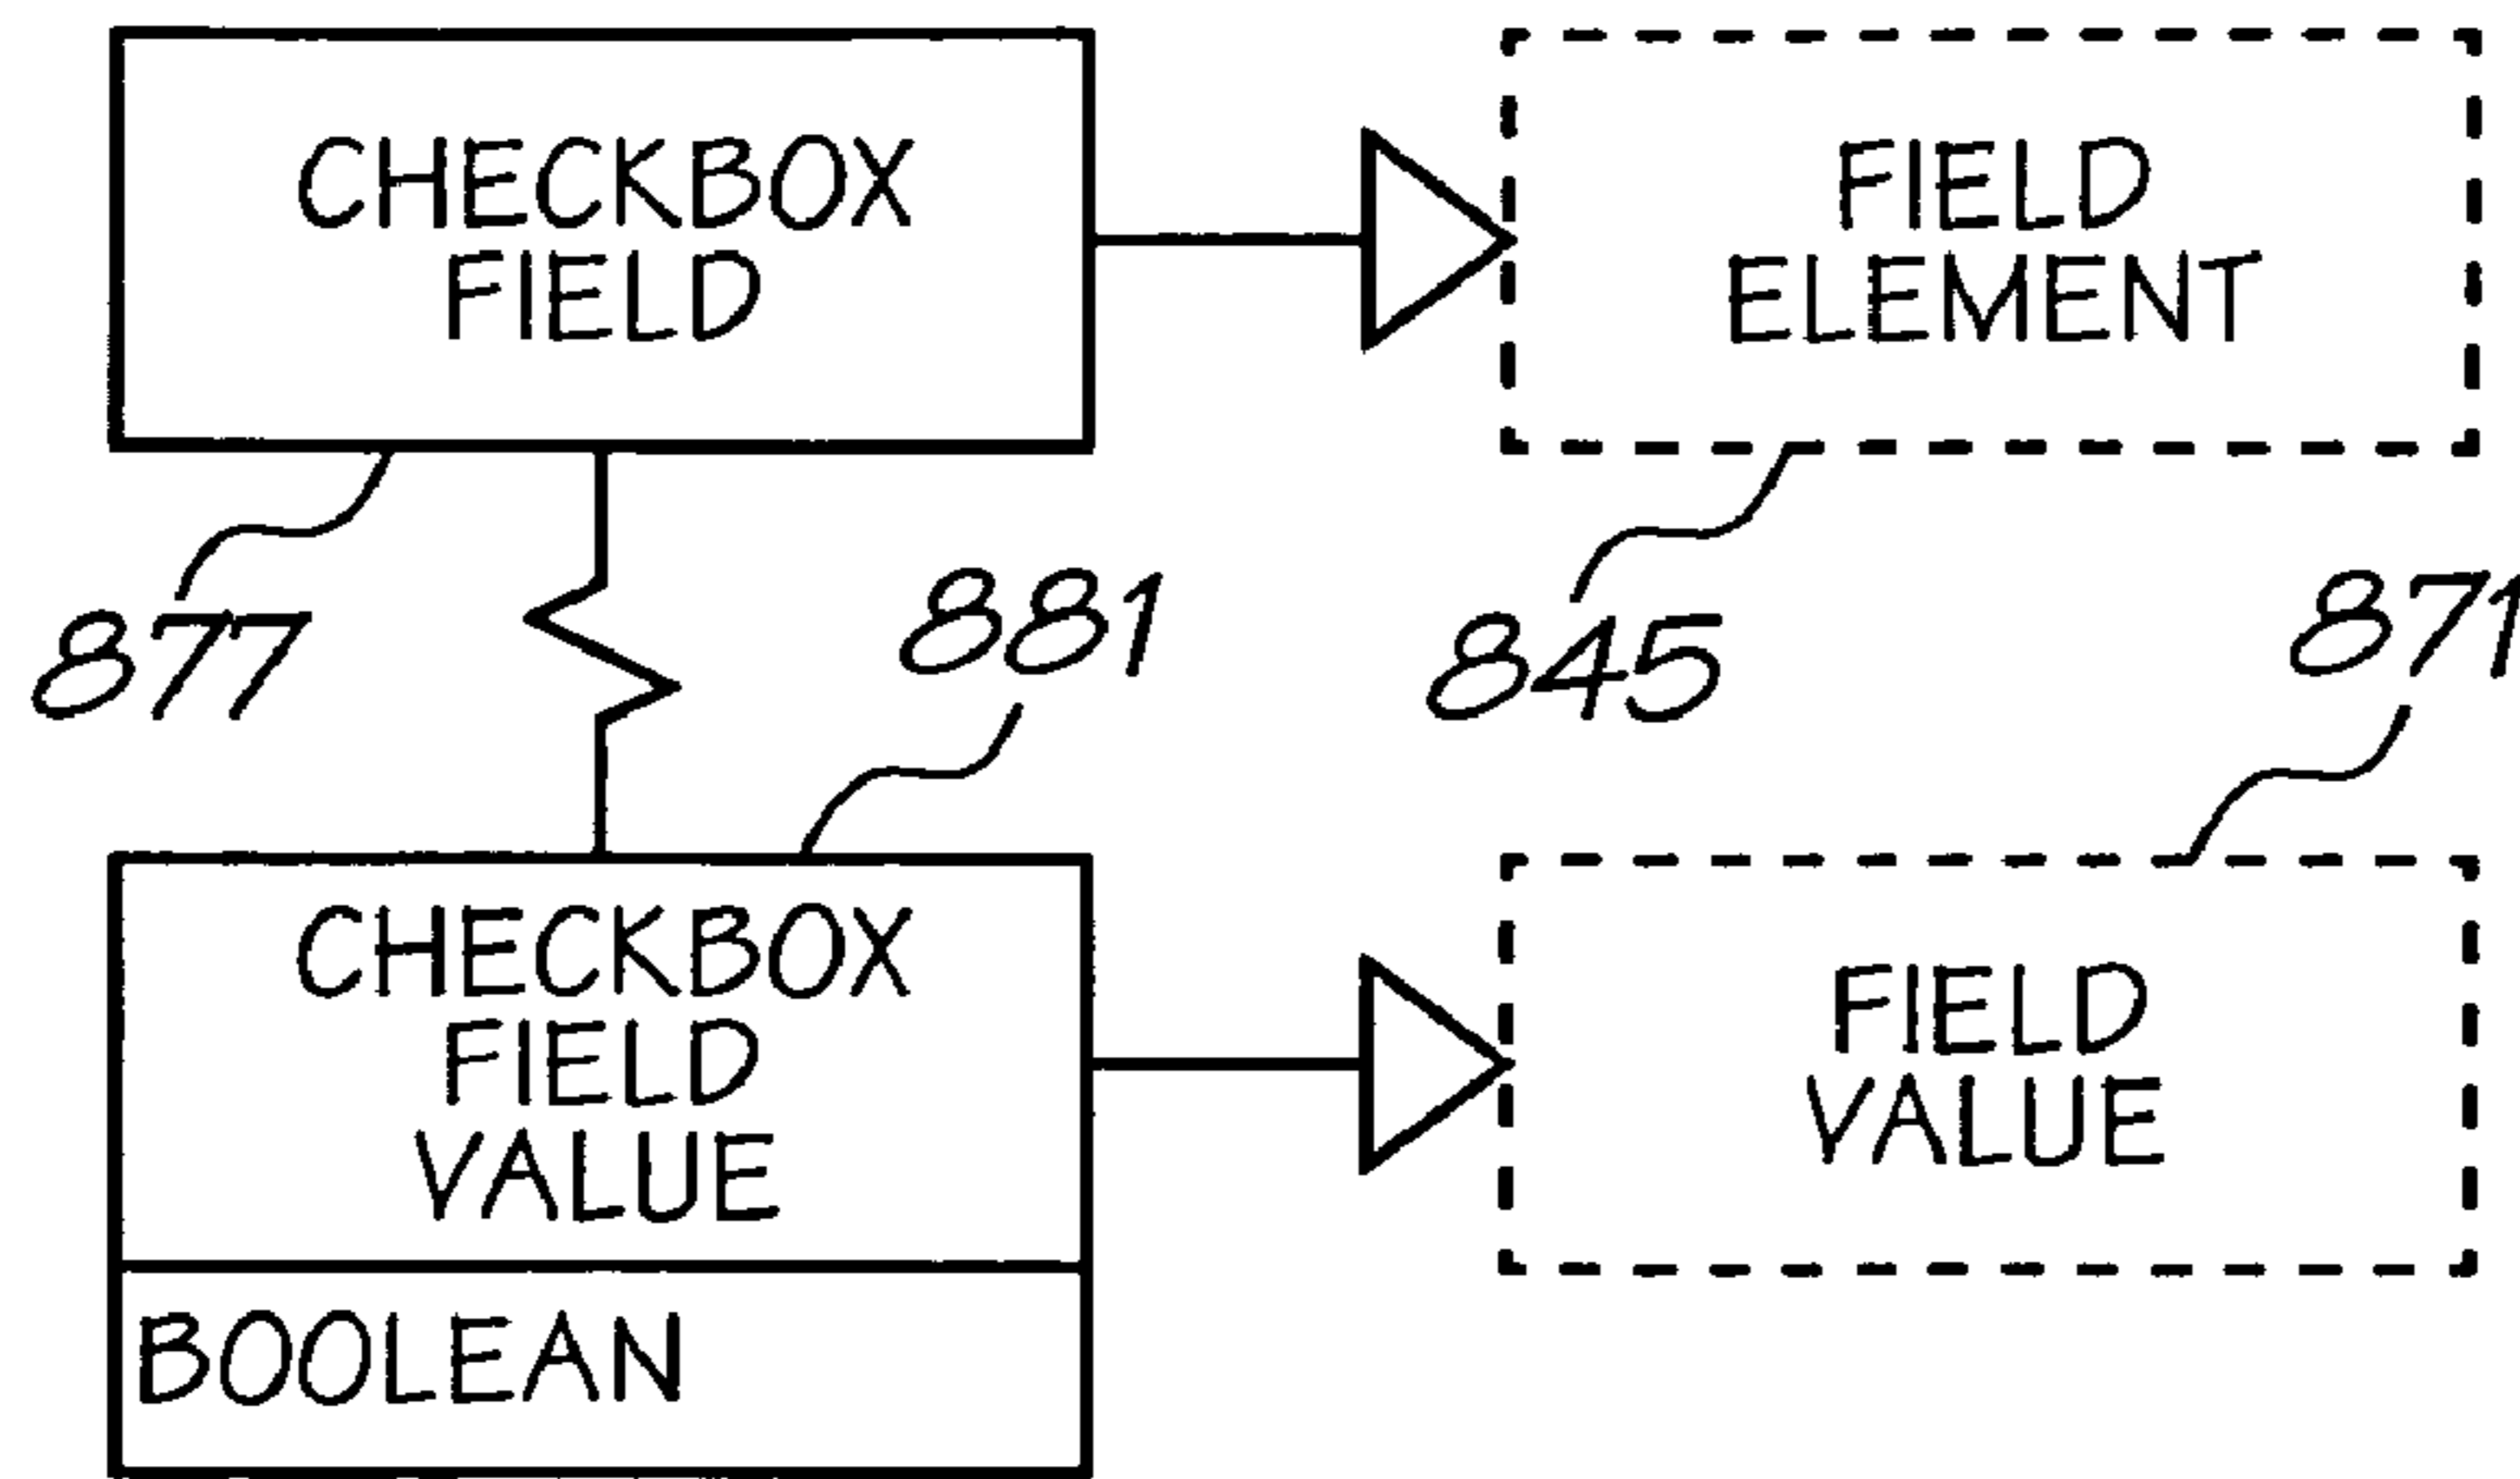 CHECKBOX
FIELD
FIELD
ELEMENT
877
881
845
871
CHECKBOX
FIELD
VALUE
FIELD
VALUE
BOOLEAN